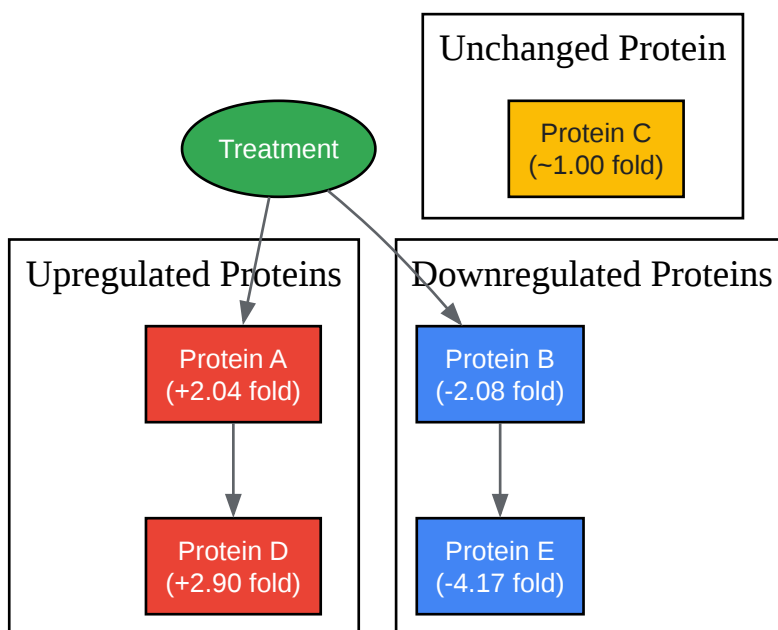 Unchanged Protein
Protein C
(~1.00 fold)
Treatment
Upregulated Proteins
Downregulated Proteins
Protein A
(+2.04 fold)
Protein B
(-2.08 fold)
Protein D
(+2.90 fold)
Protein E
(-4.17 fold)